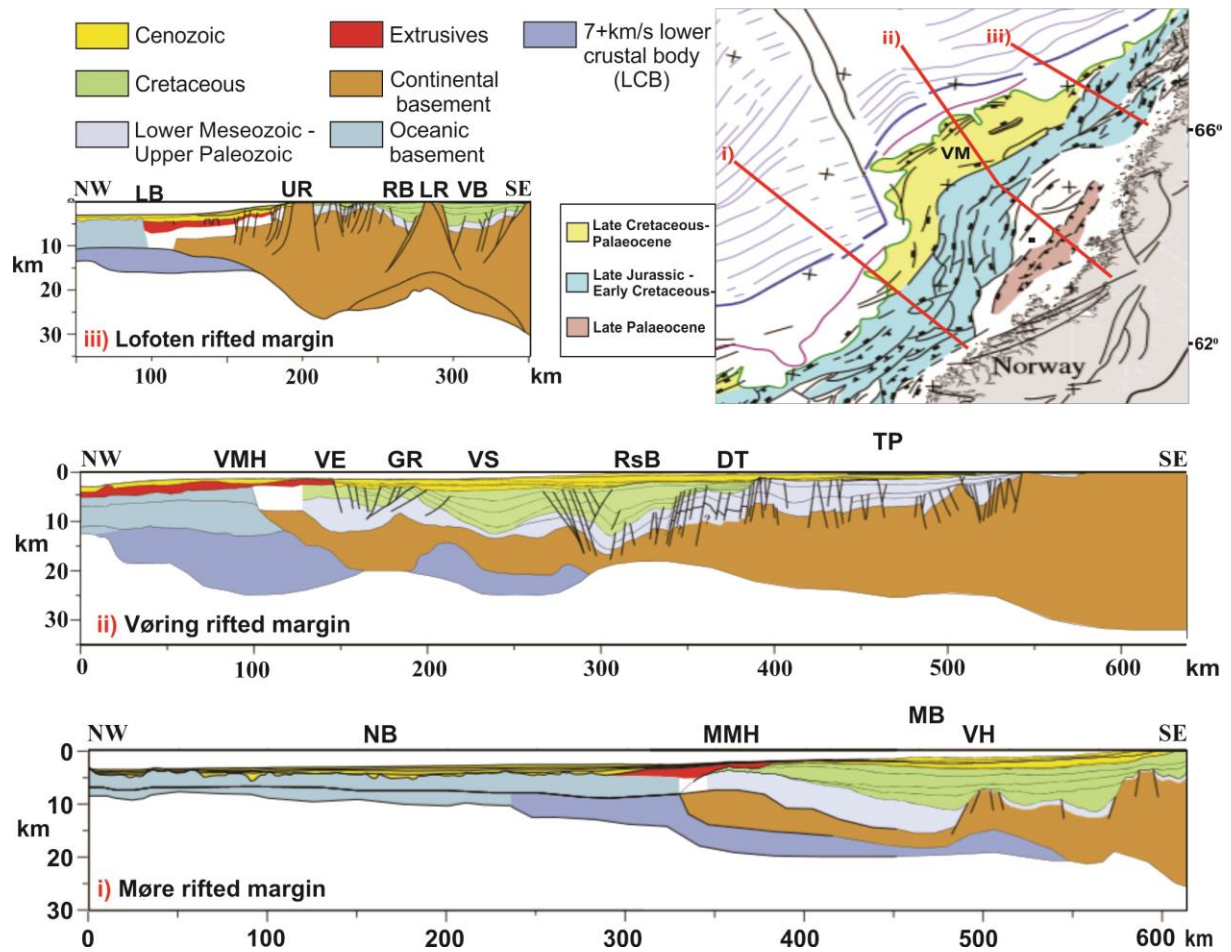 Cenozoic
Cretaceous
Lower Meseozoic -
Upper Paleozoic
Extrusives
Continental
basement
Oceanic
basement
7+km/s lower
crustal body
(LCB)
NW LB UR RB LR VB SE
10
km
20
30
iii) Lofoten rifted margin
100 200 300 km
Late Cretaceous-
Palaeocene
Late Jurassic -
Early Cretaceous-
Late Palaeocene
ii)
iii)
i)
VM
66º
62º
Norway
NW VMH VE GR VS RsB DT TP SE
0
10
km
20
30
?
ii) Vøring rifted margin
0 100 200 300 400 500 600 km
NW NB MMH MB VH SE
0
10
km
20
30
i) Møre rifted margin
0 100 200 300 400 500 600 km